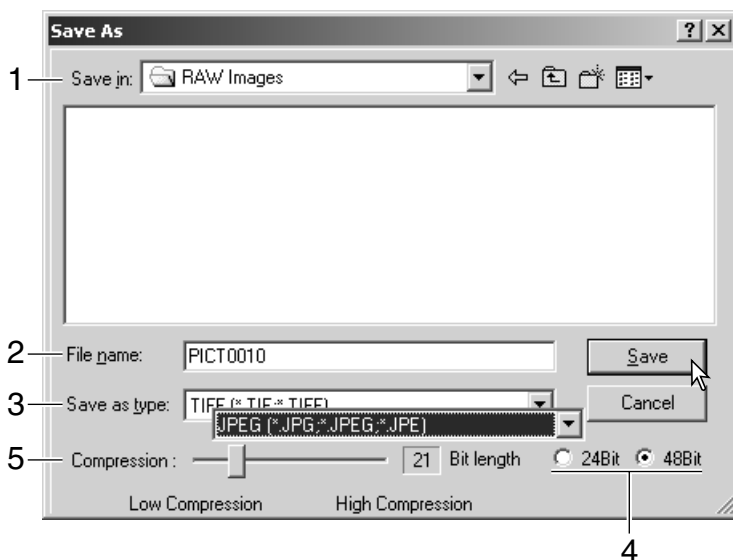 Save As
1 Save in: RAW Images
2 File name: PICT0010 Save
3 Save as type: TIFF (*.TIF;*.TIFF) Cancel
JPEG (*.JPG;*.JPEG;*.JPE)
5 Compression : 21 Bit length 24Bit 48Bit
Low Compression High Compression
4